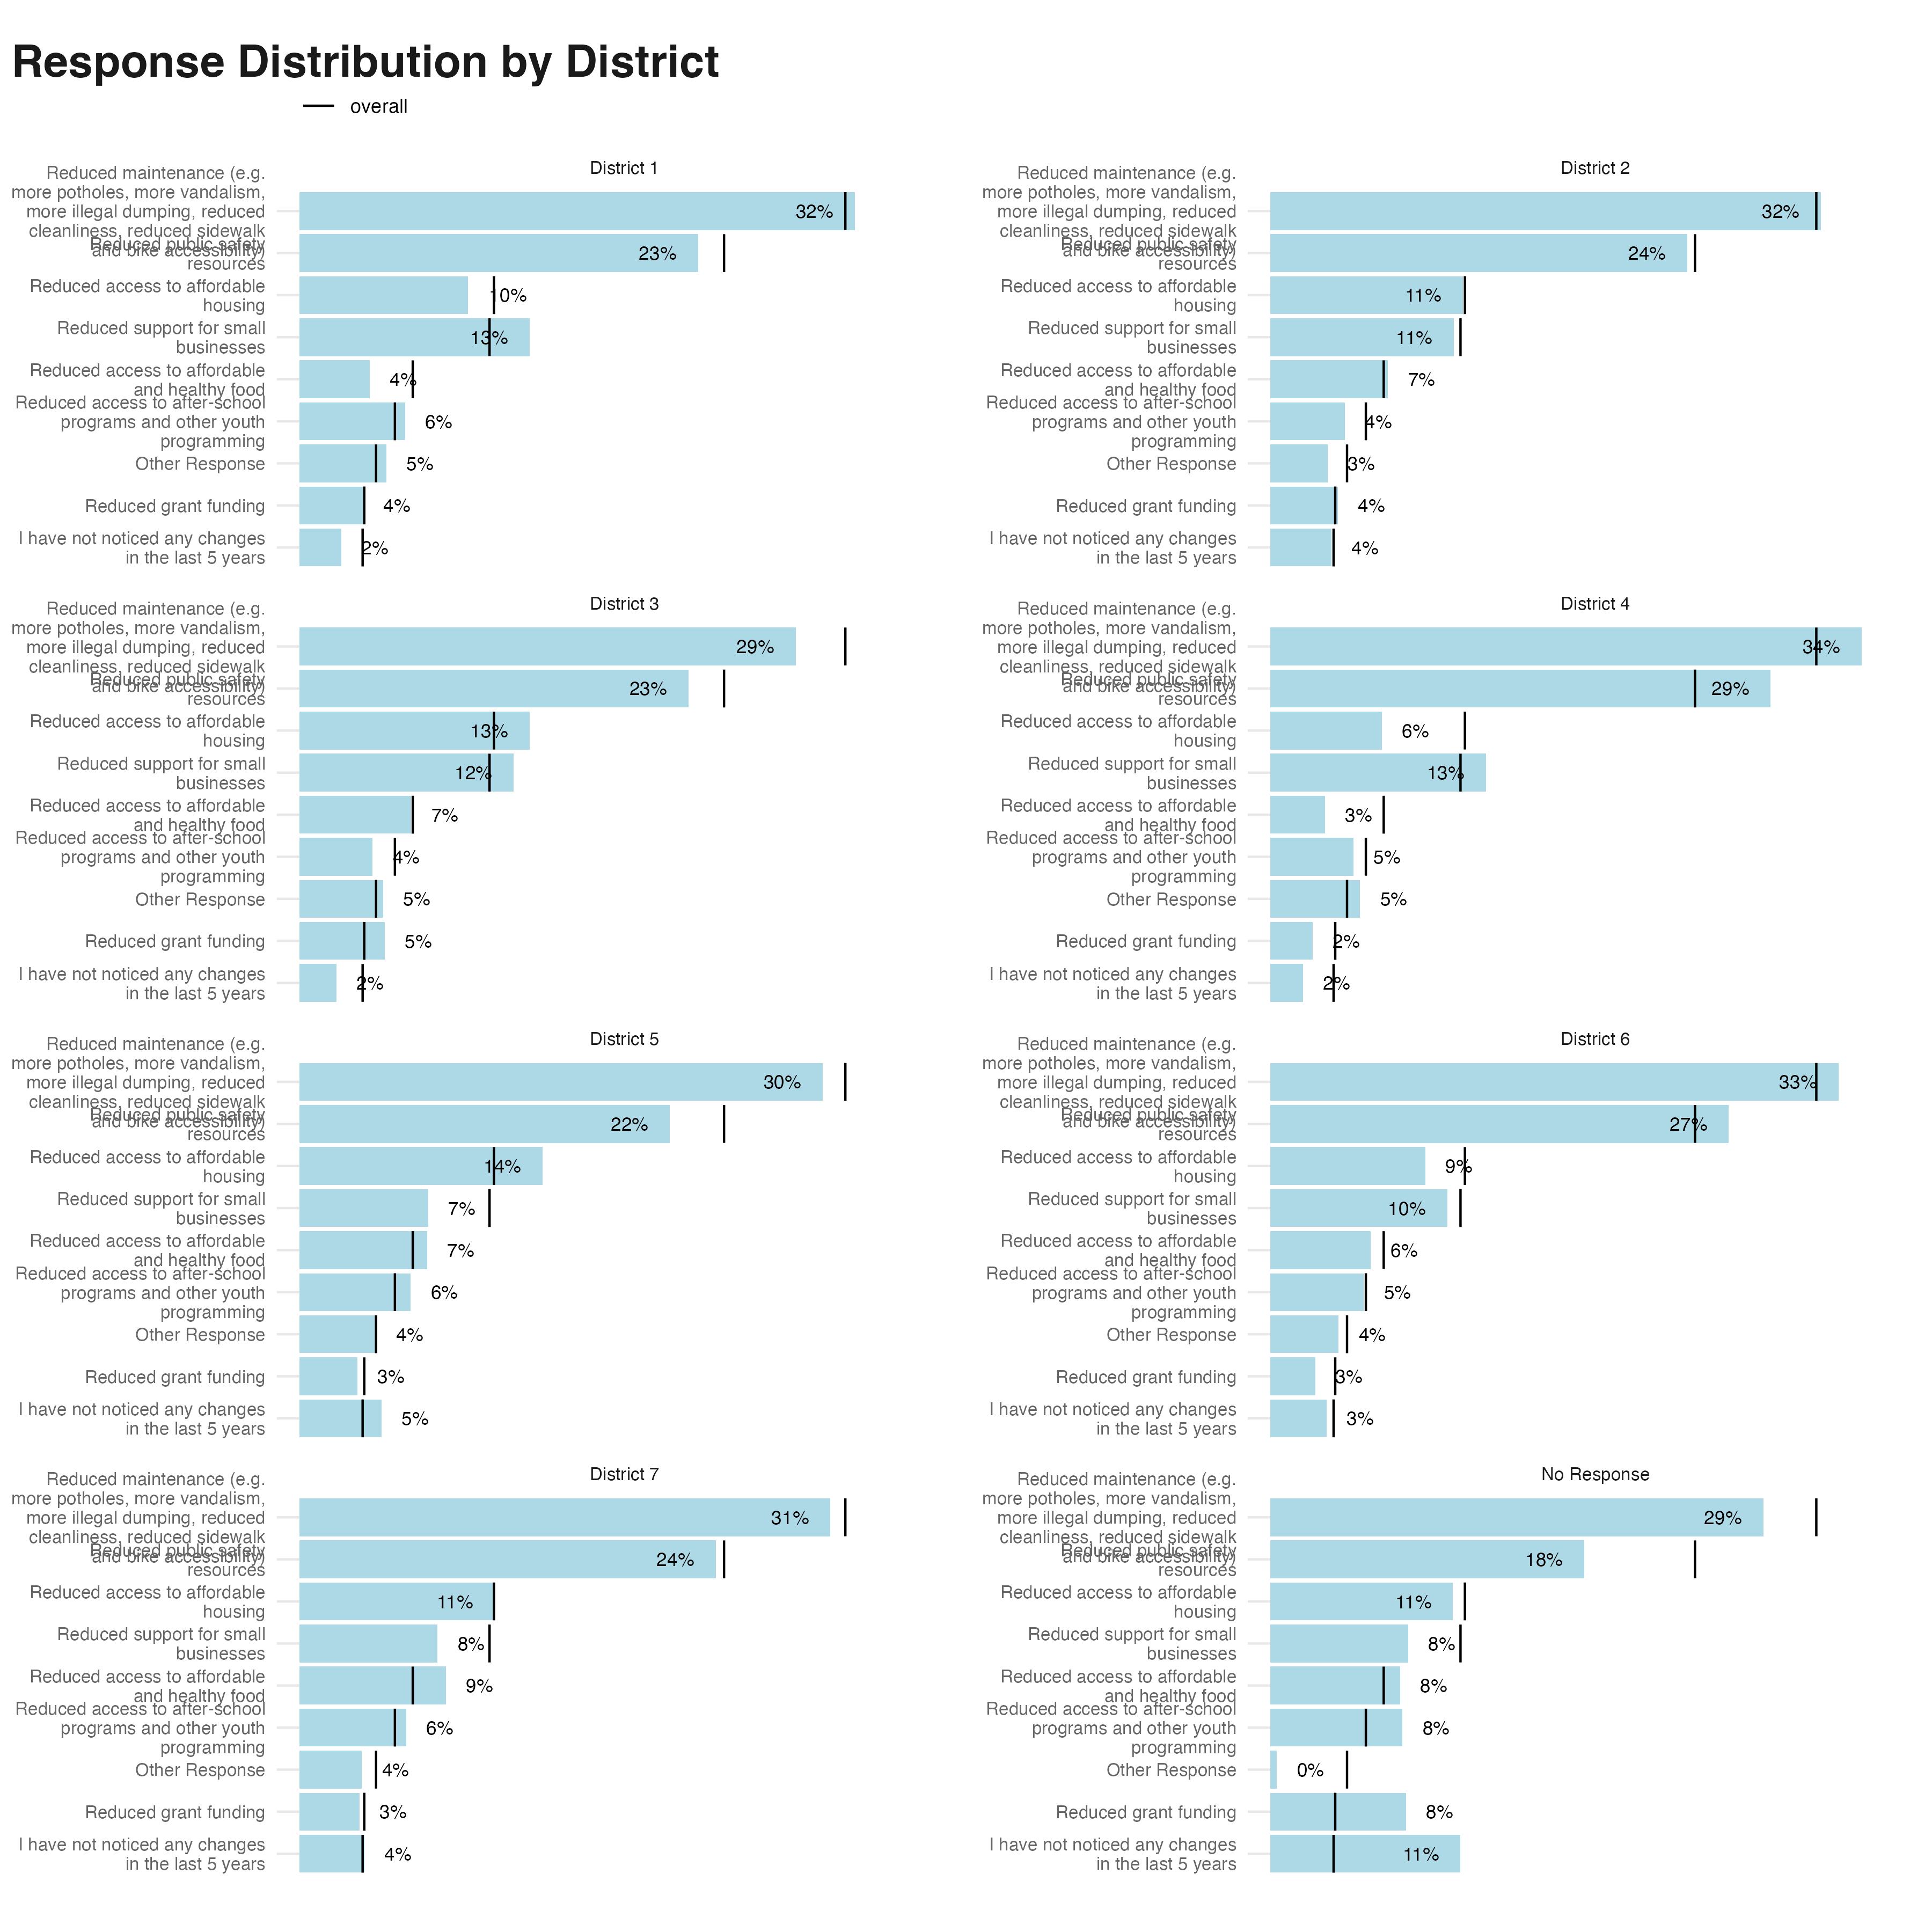 Response Distribution by District
overall
District 1
Reduced maintenance (e.g.
more potholes, more vandalism,
more illegal dumping, reduced
cleanliness, reduced sidewalk
and bike accessibility)
32%
Reduced public safety
resources
23%
Reduced access to affordable
housing
10%
Reduced support for small
businesses
13%
Reduced access to affordable
and healthy food
4%
Reduced access to after-school
programs and other youth
programming
6%
Other Response
5%
Reduced grant funding
4%
I have not noticed any changes
in the last 5 years
2%
District 2
Reduced maintenance (e.g.
more potholes, more vandalism,
more illegal dumping, reduced
cleanliness, reduced sidewalk
and bike accessibility)
32%
Reduced public safety
resources
24%
Reduced access to affordable
housing
11%
Reduced support for small
businesses
11%
Reduced access to affordable
and healthy food
7%
Reduced access to after-school
programs and other youth
programming
4%
Other Response
3%
Reduced grant funding
4%
I have not noticed any changes
in the last 5 years
4%
District 3
Reduced maintenance (e.g.
more potholes, more vandalism,
more illegal dumping, reduced
cleanliness, reduced sidewalk
and bike accessibility)
29%
Reduced public safety
resources
23%
Reduced access to affordable
housing
13%
Reduced support for small
businesses
12%
Reduced access to affordable
and healthy food
7%
Reduced access to after-school
programs and other youth
programming
4%
Other Response
5%
Reduced grant funding
5%
I have not noticed any changes
in the last 5 years
2%
District 4
Reduced maintenance (e.g.
more potholes, more vandalism,
more illegal dumping, reduced
cleanliness, reduced sidewalk
and bike accessibility)
34%
Reduced public safety
resources
29%
Reduced access to affordable
housing
6%
Reduced support for small
businesses
13%
Reduced access to affordable
and healthy food
3%
Reduced access to after-school
programs and other youth
programming
5%
Other Response
5%
Reduced grant funding
2%
I have not noticed any changes
in the last 5 years
2%
District 5
Reduced maintenance (e.g.
more potholes, more vandalism,
more illegal dumping, reduced
cleanliness, reduced sidewalk
and bike accessibility)
30%
Reduced public safety
resources
22%
Reduced access to affordable
housing
14%
Reduced support for small
businesses
7%
Reduced access to affordable
and healthy food
7%
Reduced access to after-school
programs and other youth
programming
6%
Other Response
4%
Reduced grant funding
3%
I have not noticed any changes
in the last 5 years
5%
District 6
Reduced maintenance (e.g.
more potholes, more vandalism,
more illegal dumping, reduced
cleanliness, reduced sidewalk
and bike accessibility)
33%
Reduced public safety
resources
27%
Reduced access to affordable
housing
9%
Reduced support for small
businesses
10%
Reduced access to affordable
and healthy food
6%
Reduced access to after-school
programs and other youth
programming
5%
Other Response
4%
Reduced grant funding
3%
I have not noticed any changes
in the last 5 years
3%
District 7
Reduced maintenance (e.g.
more potholes, more vandalism,
more illegal dumping, reduced
cleanliness, reduced sidewalk
and bike accessibility)
31%
Reduced public safety
resources
24%
Reduced access to affordable
housing
11%
Reduced support for small
businesses
8%
Reduced access to affordable
and healthy food
9%
Reduced access to after-school
programs and other youth
programming
6%
Other Response
4%
Reduced grant funding
3%
I have not noticed any changes
in the last 5 years
4%
No Response
Reduced maintenance (e.g.
more potholes, more vandalism,
more illegal dumping, reduced
cleanliness, reduced sidewalk
and bike accessibility)
29%
Reduced public safety
resources
18%
Reduced access to affordable
housing
11%
Reduced support for small
businesses
8%
Reduced access to affordable
and healthy food
8%
Reduced access to after-school
programs and other youth
programming
8%
Other Response
0%
Reduced grant funding
8%
I have not noticed any changes
in the last 5 years
11%